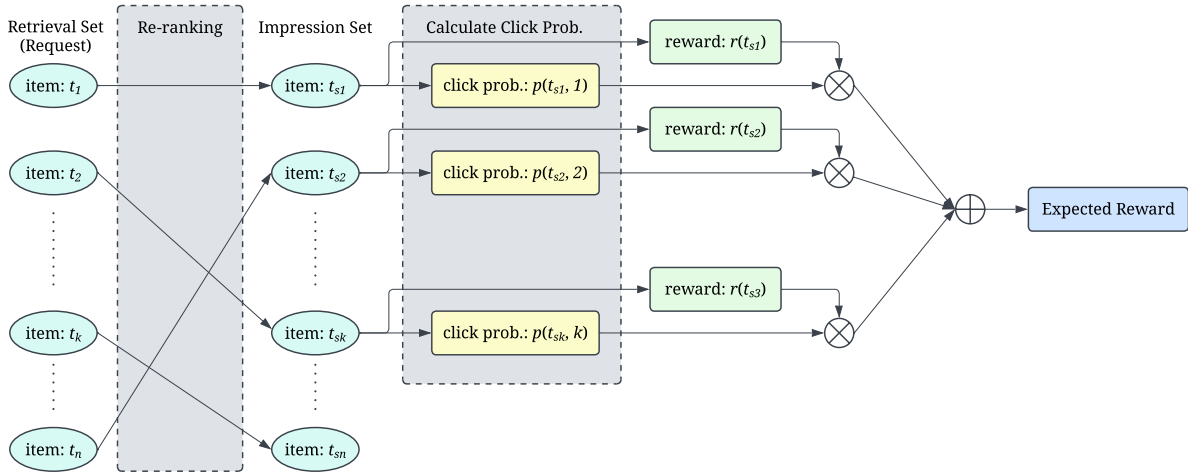 Retrieval Set
(Request)
Re-ranking
Impression Set
Calculate Click Prob.
reward: r(ts1)
item: t1
item: ts1
click prob.: p(ts1, 1)
reward: r(ts2)
item: t2
item: ts2
click prob.: p(ts2, 2)
Expected Reward
reward: r(ts3)
item: tk
item: tsk
click prob.: p(tsk, k)
item: tn
item: tsn